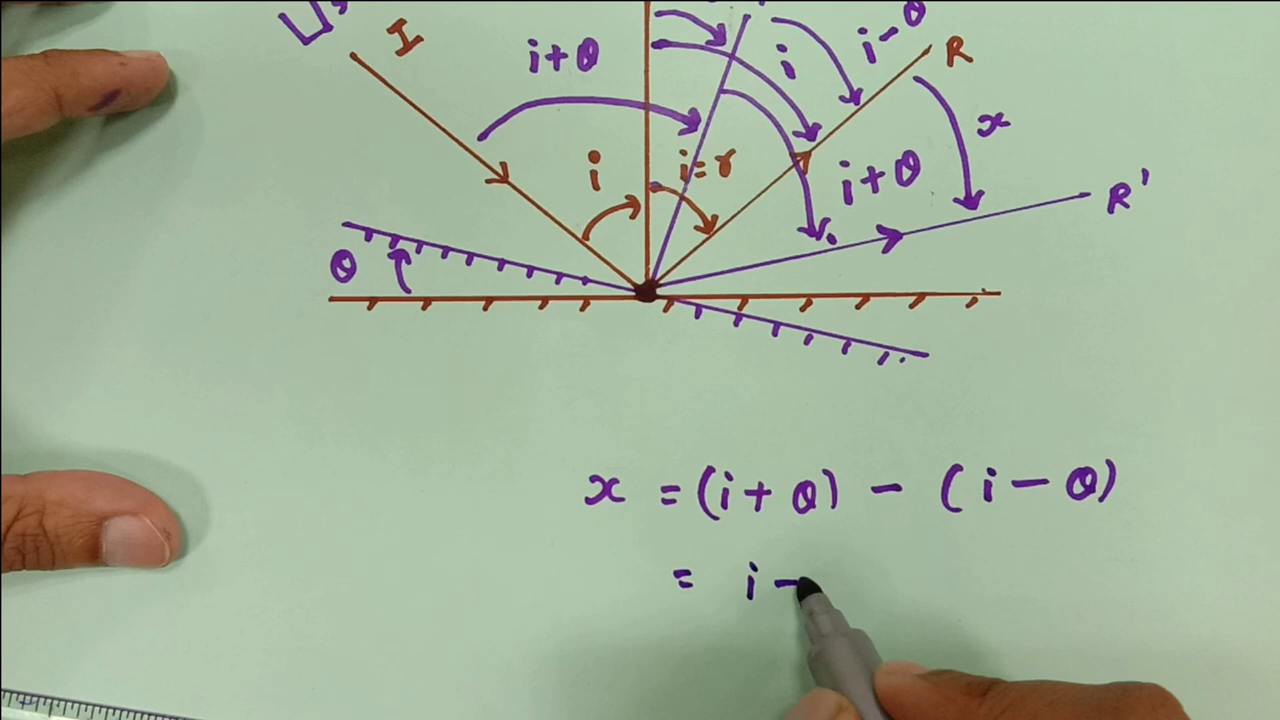 I
i+θ
i
i-θ
R
x
i
i=r
i+θ
R'
θ
x = (i+θ) - (i-θ)
= i -